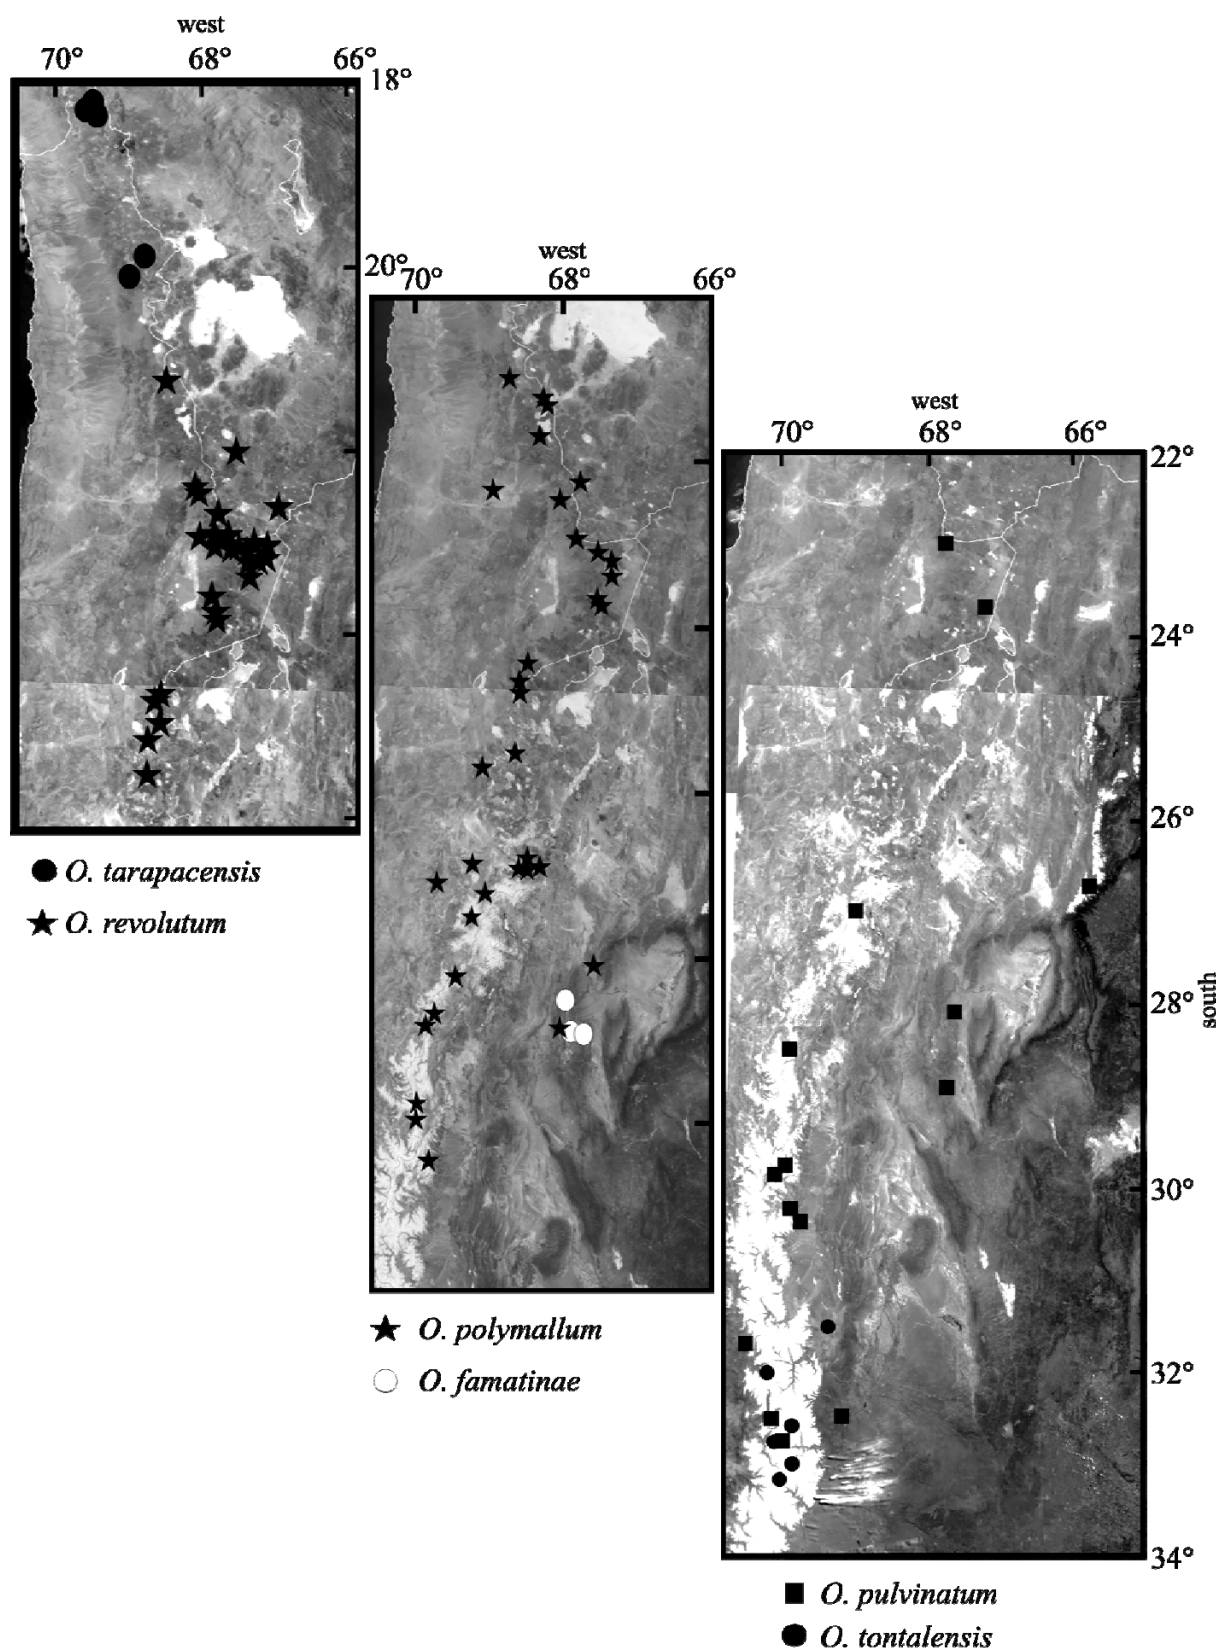 west
70° 68° 66°
18°
O. tarapacensis
O. revolutum
west
20° 70° 68° 66°
O. polymallum
O. famatinae
west
70° 68° 66°
22°
24°
26°
28°
south
30°
32°
34°
O. pulvinatum
O. tontalensis